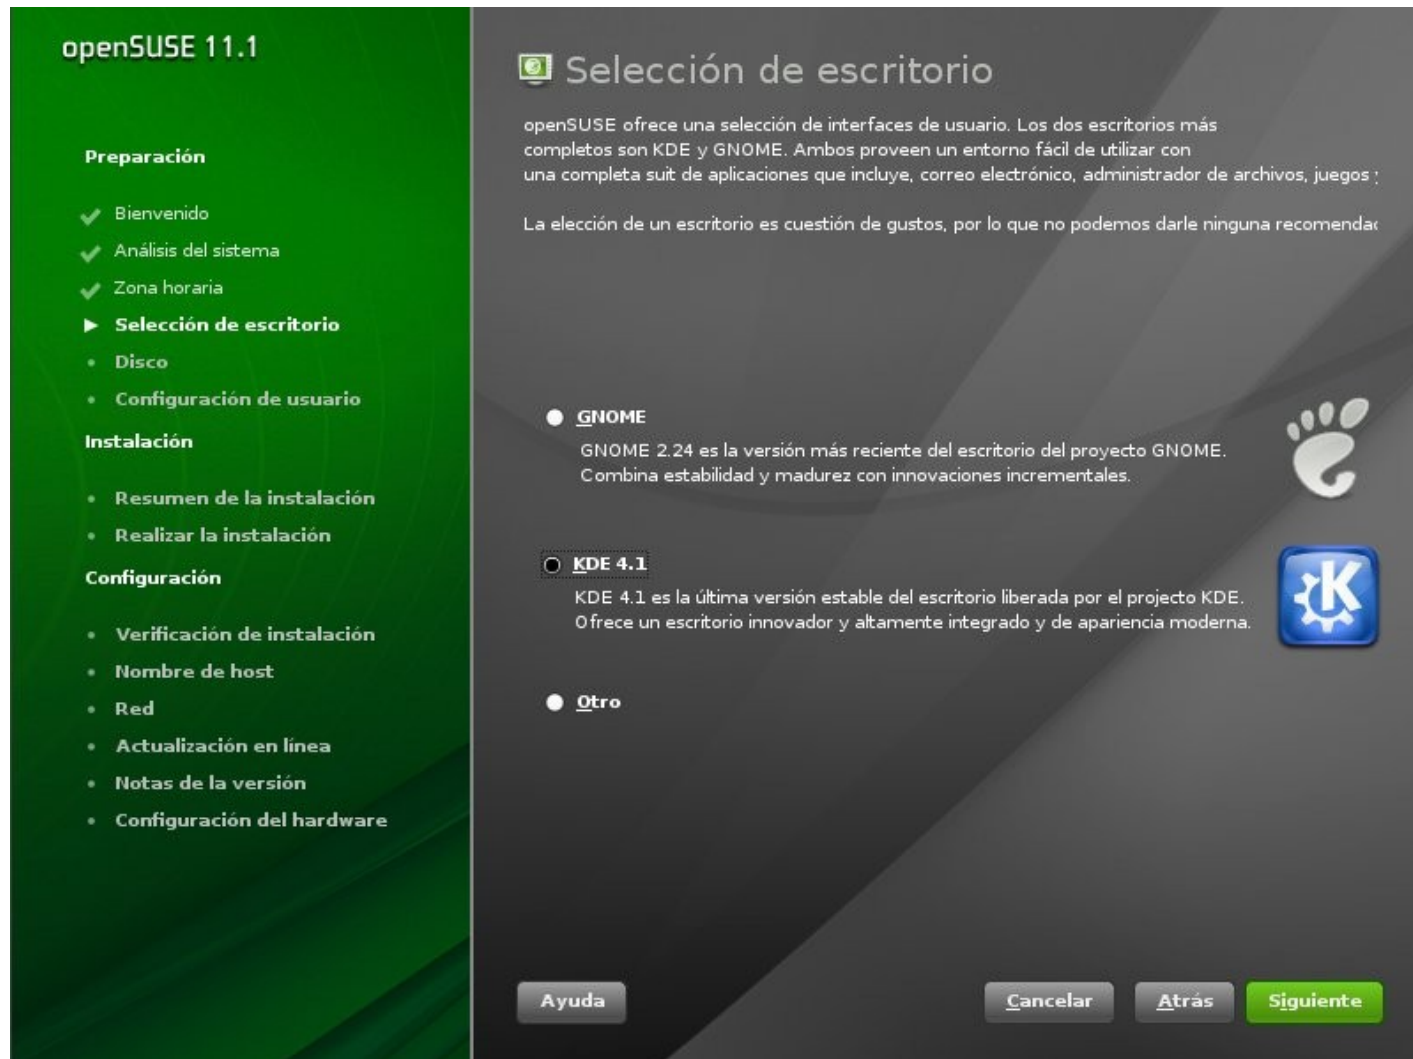 openSUSE 11.1
Preparación
Bienvenido
Análisis del sistema
Zona horaria
Selección de escritorio
Disco
Configuración de usuario
Instalación
Resumen de la instalación
Realizar la instalación
Configuración
Verificación de instalación
Nombre de host
Red
Actualización en línea
Notas de la versión
Configuración del hardware
Selección de escritorio
openSUSE ofrece una selección de interfaces de usuario. Los dos escritorios más
completos son KDE y GNOME. Ambos proveen un entorno fácil de utilizar con
una completa suit de aplicaciones que incluye, correo electrónico, administrador de archivos, juegos
La elección de un escritorio es cuestión de gustos, por lo que no podemos darle ninguna recomendac
GNOME
GNOME 2.24 es la versión más reciente del escritorio del proyecto GNOME.
Combina estabilidad y madurez con innovaciones incrementales.
KDE 4.1
KDE 4.1 es la última versión estable del escritorio liberada por el projecto KDE.
Ofrece un escritorio innovador y altamente integrado y de apariencia moderna.
Otro
Ayuda
Cancelar
Atrás
Siguiente